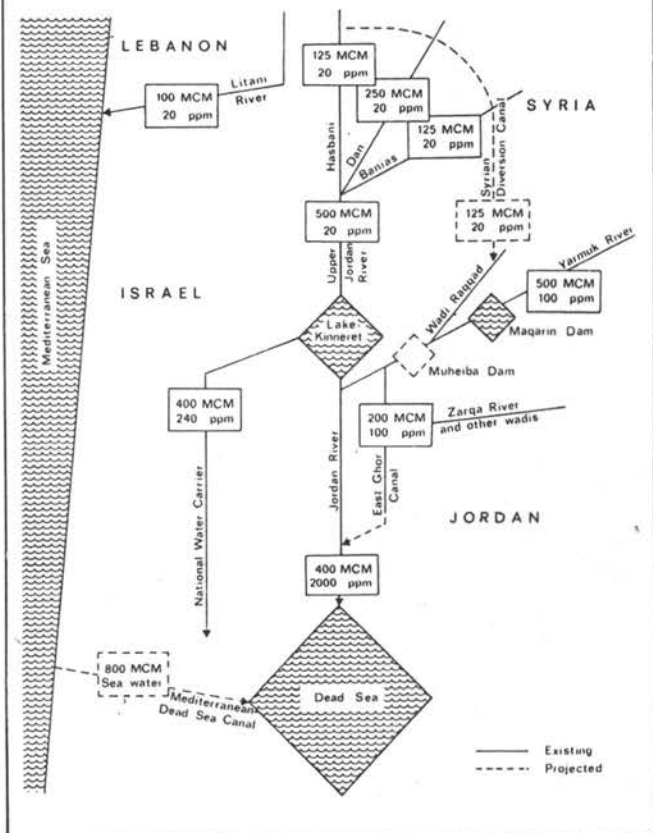 LEBANON
Litani
River
100 MCM
20 ppm
125 MCM
20 ppm
250 MCM
20 ppm
125 MCM
20 ppm
Hasbani
Dan
Banias
SYRIA
Syrian
Diversion Canal
125 MCM
20 ppm
500 MCM
20 ppm
Upper
Jordan
River
Yarmuk River
500 MCM
100 ppm
Wadi Raqqad
Maqarin Dam
Muheiba Dam
Mediterranean Sea
ISRAEL
Lake
Kinneret
400 MCM
240 ppm
200 MCM
100 ppm
Zarqa River
and other wadis
National Water Carrier
Jordan River
East Ghor
Canal
JORDAN
400 MCM
2000 ppm
800 MCM
Sea water
Mediterranean
Dead Sea Canal
Dead Sea
Existing
Projected